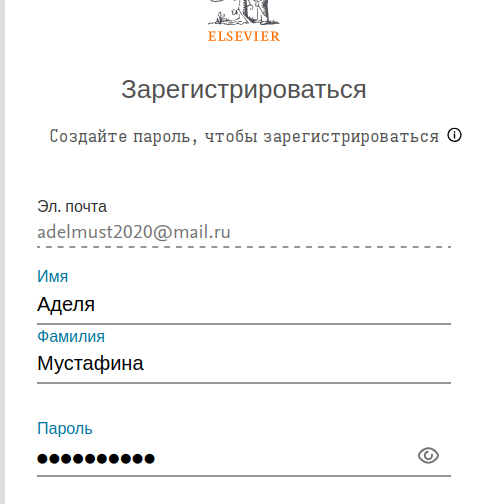 ELSEVIER
Зарегистрироваться
Создайте пароль, чтобы зарегистрироваться
Эл. почта
adelmust2020@mail.ru
Имя
Аделя
Фамилия
Мустафина
Пароль
●●●●●●●●●●